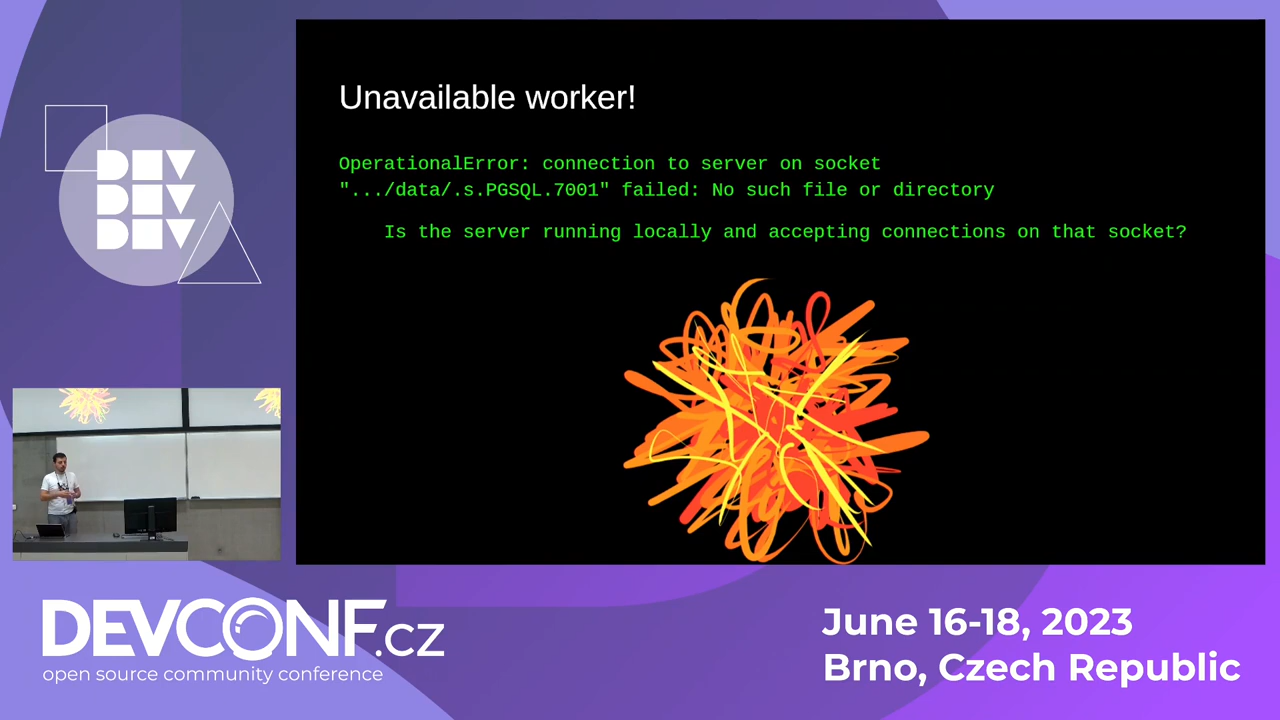 Unavailable worker!
OperationalError: connection to server on socket
".../data/.s.PGSQL.7001" failed: No such file or directory
Is the server running locally and accepting connections on that socket?
DEV
DEV
DEV
DEVCONF.cz
open source community conference
June 16-18, 2023
Brno, Czech Republic